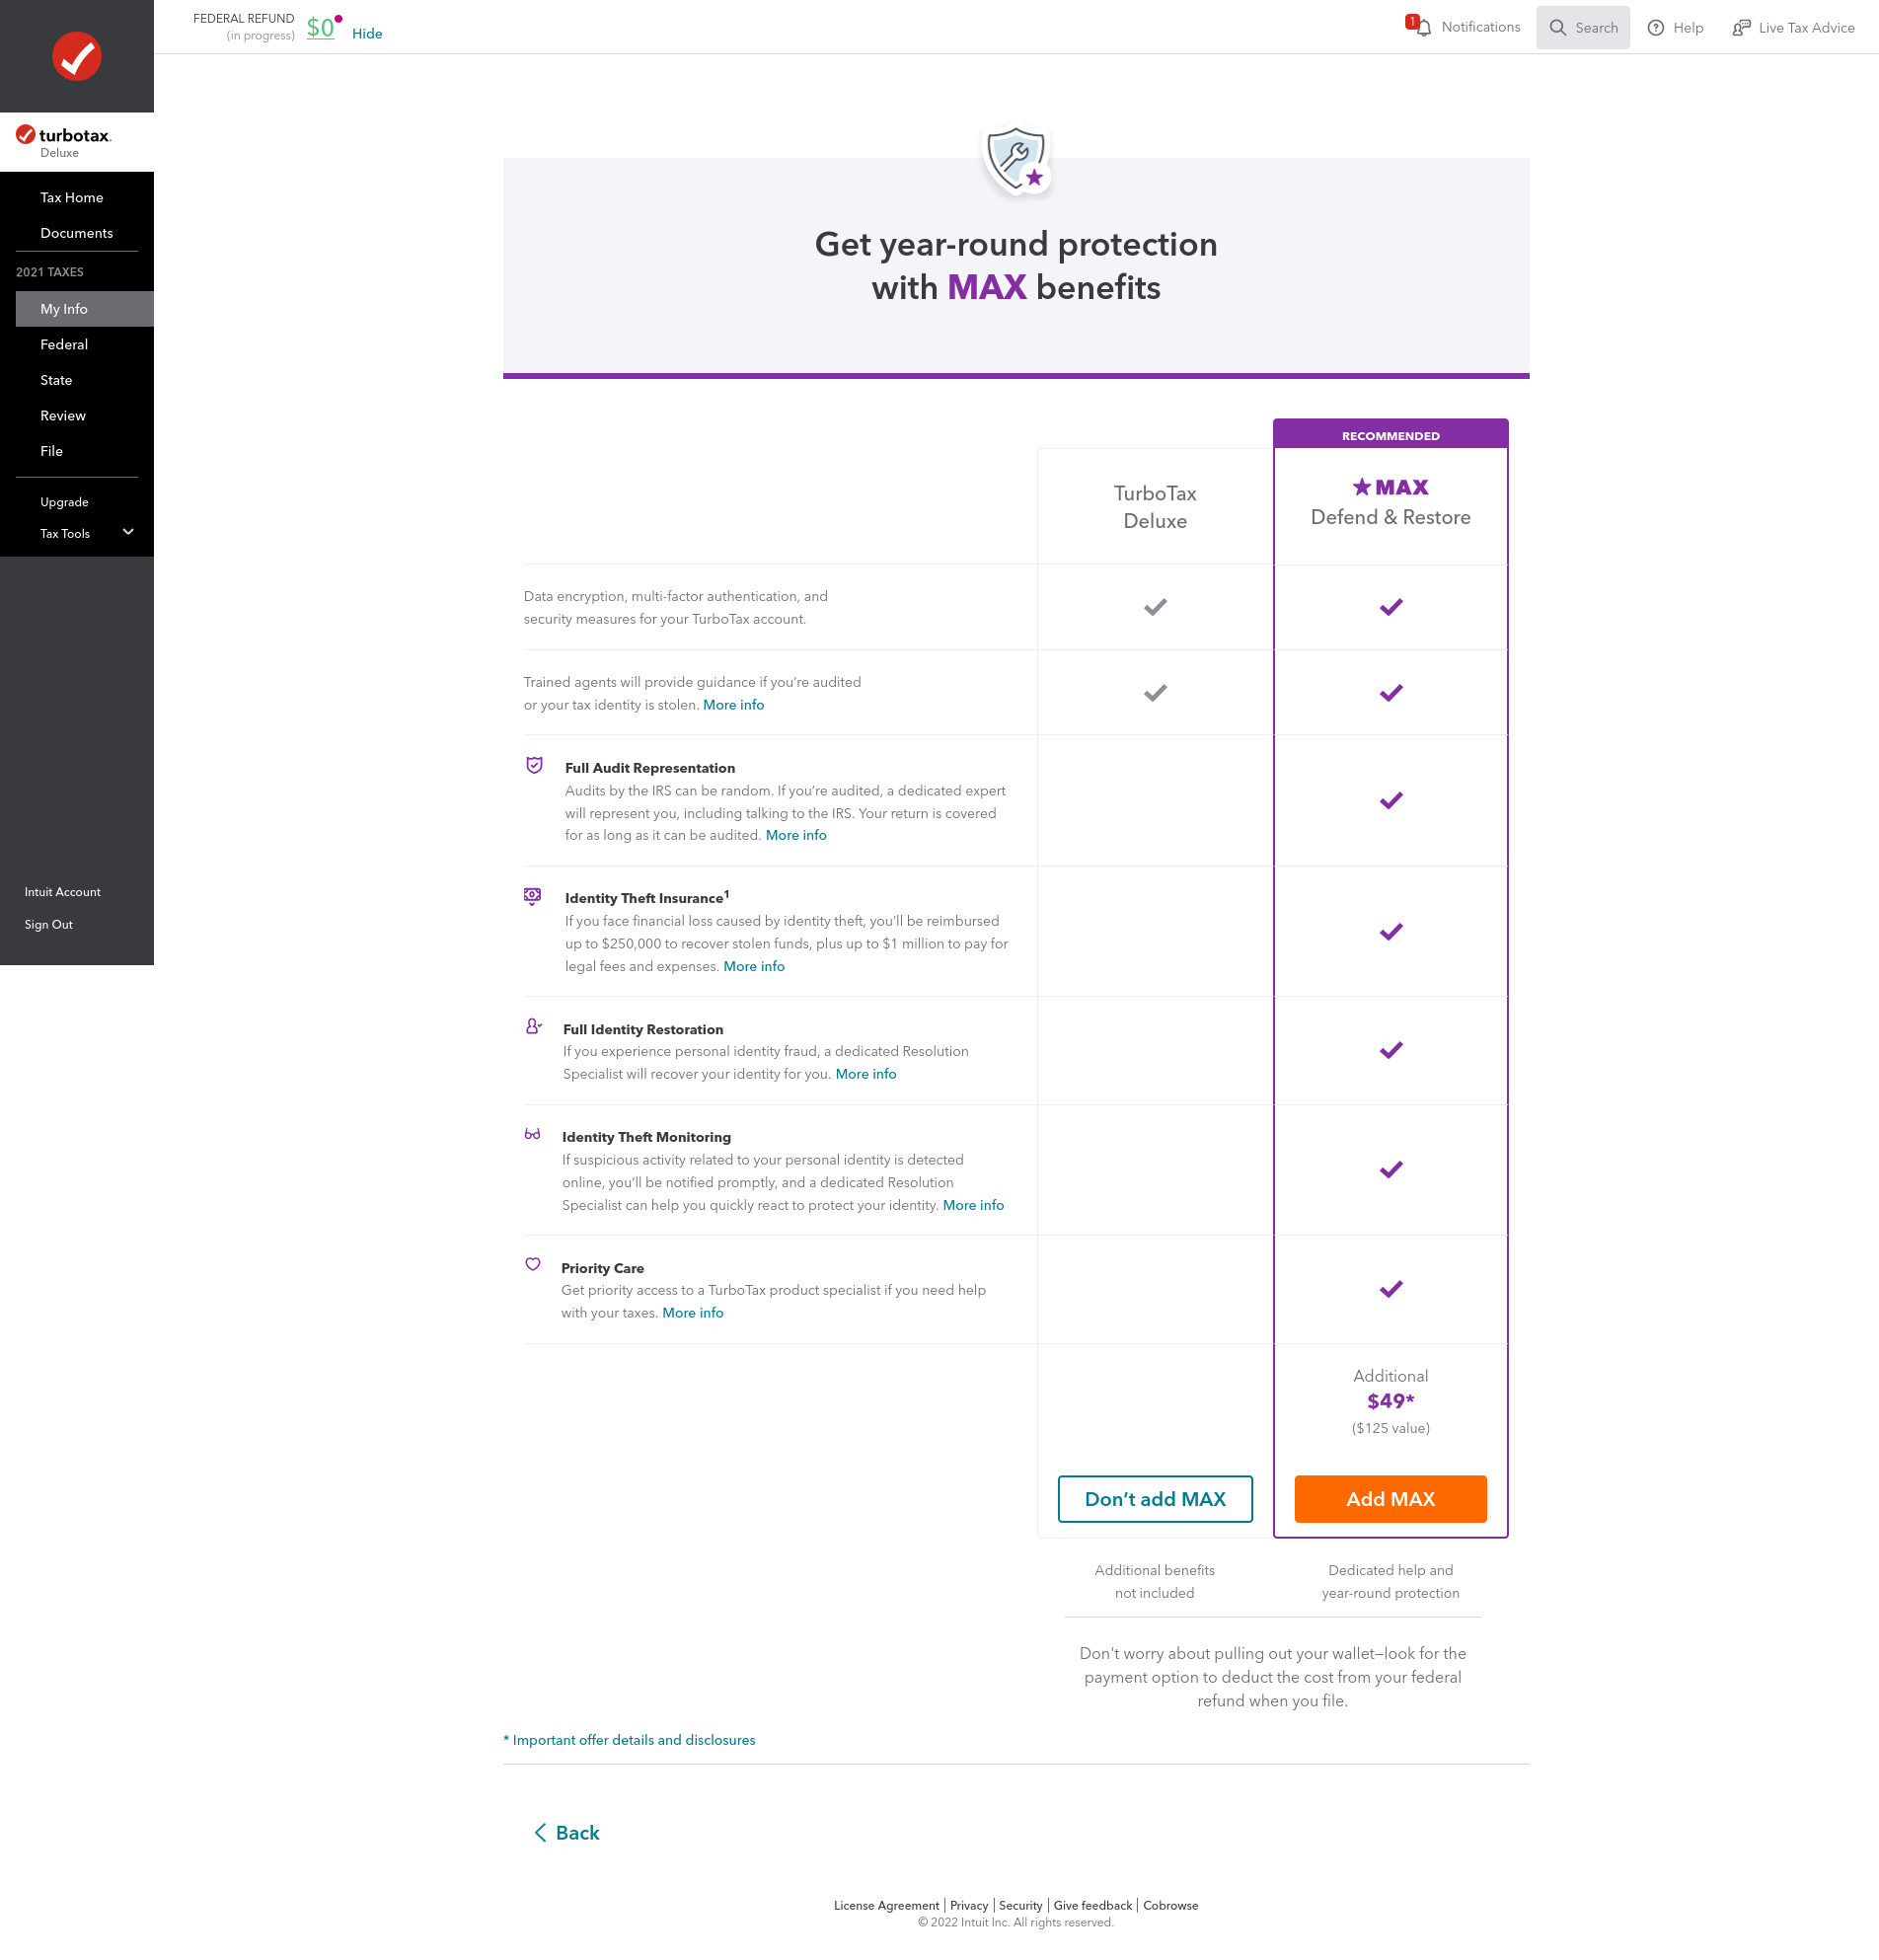 FEDERAL REFUND
(in progress)
$0
Hide
1
Notifications
Search
Help
Live Tax Advice
turbotax.
Deluxe
Tax Home
Documents
2021 TAXES
My Info
Federal
State
Review
File
Upgrade
Tax Tools
Intuit Account
Sign Out
Get year-round protection
with MAX benefits
RECOMMENDED
TurboTax
Deluxe
MAX
Defend & Restore
Data encryption, multi-factor authentication, and
security measures for your TurboTax account.
Trained agents will provide guidance if you’re audited
or your tax identity is stolen. More info
Full Audit Representation
Audits by the IRS can be random. If you’re audited, a dedicated expert
will represent you, including talking to the IRS. Your return is covered
for as long as it can be audited. More info
Identity Theft Insurance¹
If you face financial loss caused by identity theft, you’ll be reimbursed
up to $250,000 to recover stolen funds, plus up to $1 million to pay for
legal fees and expenses. More info
Full Identity Restoration
If you experience personal identity fraud, a dedicated Resolution
Specialist will recover your identity for you. More info
Identity Theft Monitoring
If suspicious activity related to your personal identity is detected
online, you’ll be notified promptly, and a dedicated Resolution
Specialist can help you quickly react to protect your identity. More info
Priority Care
Get priority access to a TurboTax product specialist if you need help
with your taxes. More info
Additional
$49*
($125 value)
Don’t add MAX
Add MAX
Additional benefits
not included
Dedicated help and
year-round protection
Don't worry about pulling out your wallet—look for the
payment option to deduct the cost from your federal
refund when you file.
* Important offer details and disclosures
Back
License Agreement | Privacy | Security | Give feedback | Cobrowse
© 2022 Intuit Inc. All rights reserved.